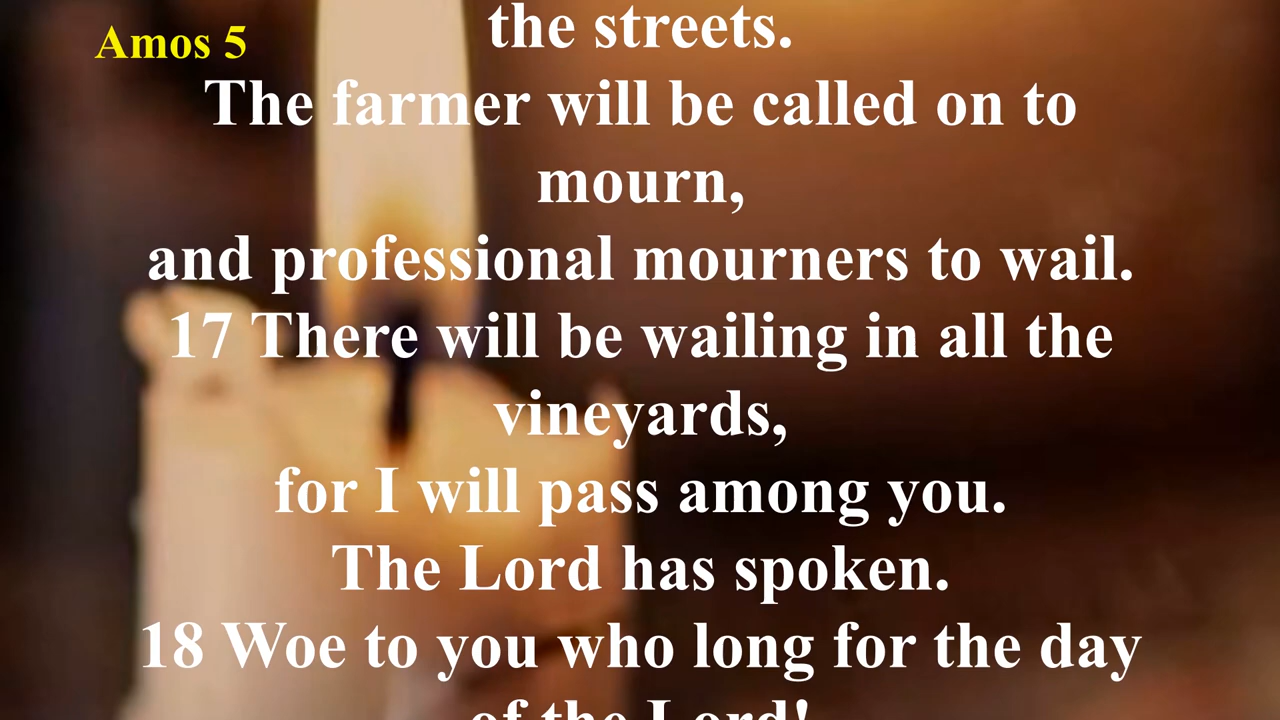 Amos 5
the streets.
The farmer will be called on to
mourn,
and professional mourners to wail.
17 There will be wailing in all the
vineyards,
for I will pass among you.
The Lord has spoken.
18 Woe to you who long for the day
of the Lord!